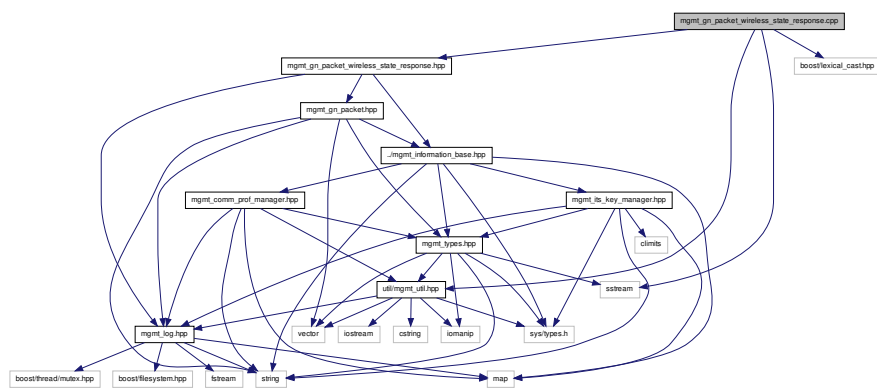 mgmt_gn_packet_wireless_state_response.cpp
mgmt_gn_packet_wireless_state_response.hpp
boost/lexical_cast.hpp
mgmt_gn_packet.hpp
../mgmt_information_base.hpp
mgmt_comm_prof_manager.hpp
mgmt_its_key_manager.hpp
mgmt_types.hpp
climits
util/mgmt_util.hpp
sstream
mgmt_log.hpp
vector
iostream
cstring
iomanip
sys/types.h
boost/thread/mutex.hpp
boost/filesystem.hpp
fstream
string
map